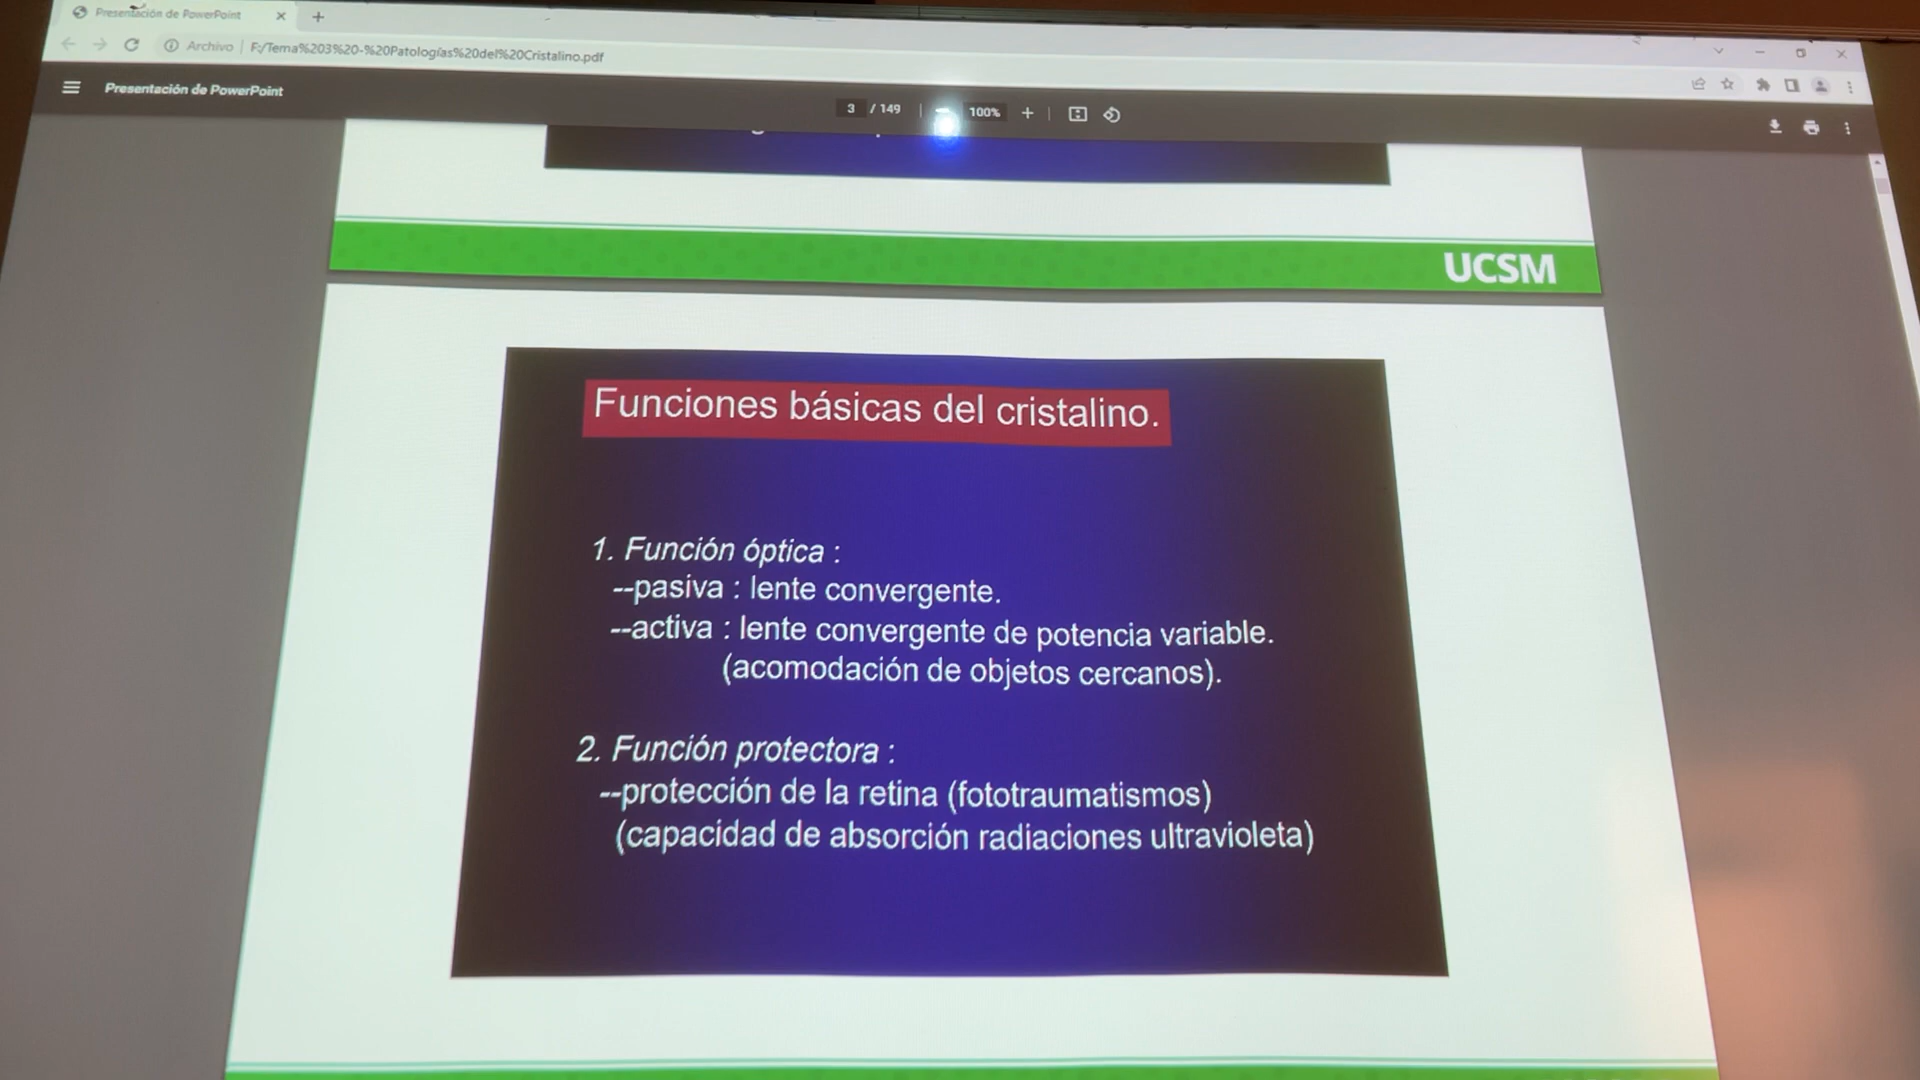 Presentación de PowerPoint
Archivo | F:/Tema%203%20-%20Patologías%20del%20Cristalino.pdf
Presentación de PowerPoint
3 / 149 | 100% + |
UCSM
Funciones básicas del cristalino.
1. Función óptica :
--pasiva : lente convergente.
--activa : lente convergente de potencia variable.
(acomodación de objetos cercanos).
2. Función protectora :
--protección de la retina (fototraumatismos)
(capacidad de absorción radiaciones ultravioleta)